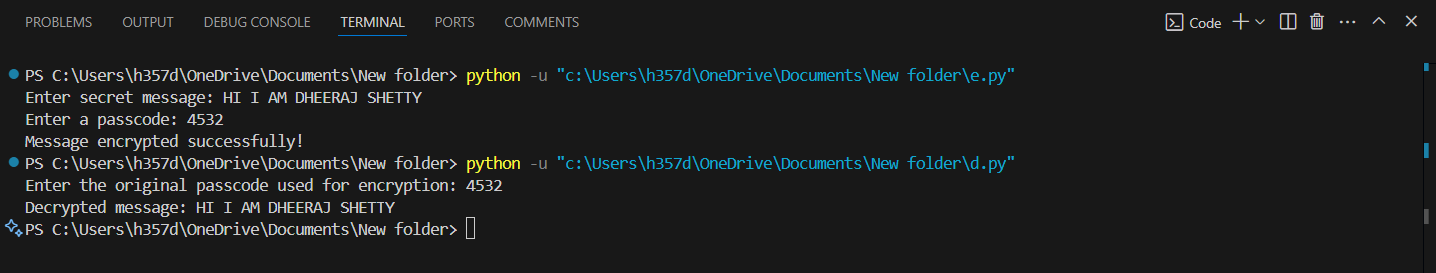 PROBLEMS OUTPUT DEBUG CONSOLE TERMINAL PORTS COMMENTS Code
PS C:\Users\h357d\OneDrive\Documents\New folder> python -u "c:\Users\h357d\OneDrive\Documents\New folder\e.py"
Enter secret message: HI I AM DHEERAJ SHETTY
Enter a passcode: 4532
Message encrypted successfully!
PS C:\Users\h357d\OneDrive\Documents\New folder> python -u "c:\Users\h357d\OneDrive\Documents\New folder\d.py"
Enter the original passcode used for encryption: 4532
Decrypted message: HI I AM DHEERAJ SHETTY
PS C:\Users\h357d\OneDrive\Documents\New folder>